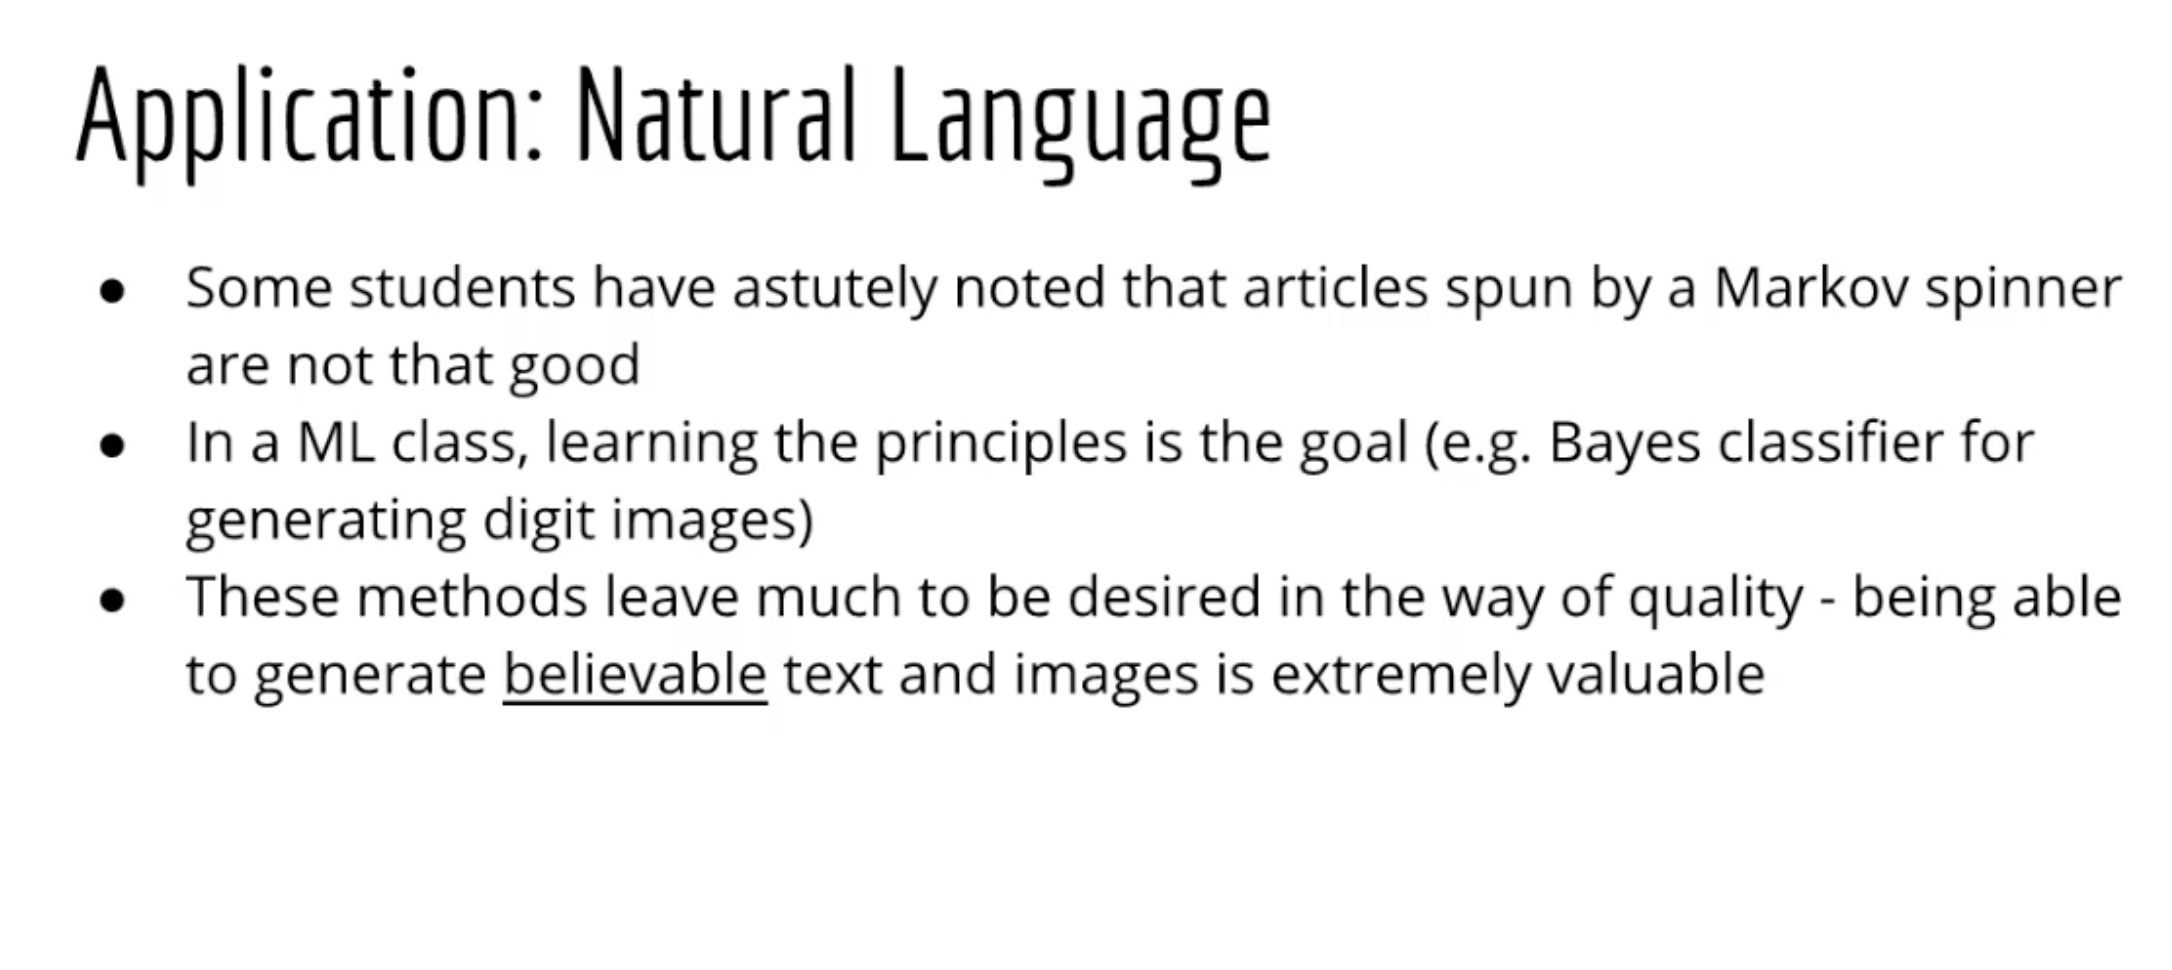 Application: Natural Language
● Some students have astutely noted that articles spun by a Markov spinner
are not that good
● In a ML class, learning the principles is the goal (e.g. Bayes classifier for
generating digit images)
● These methods leave much to be desired in the way of quality - being able
to generate believable text and images is extremely valuable